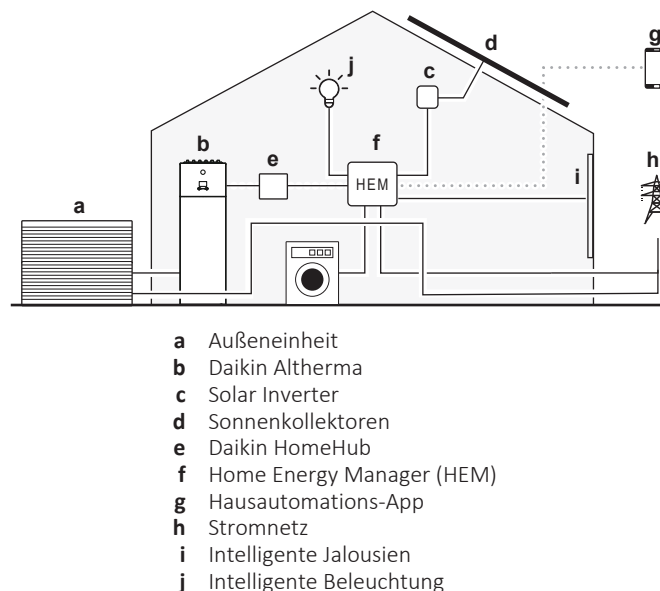 g
d
j
c
b
e
f
h
i
HEM
a
a Außeneinheit
b Daikin Altherma
c Solar Inverter
d Sonnenkollektoren
e Daikin HomeHub
f Home Energy Manager (HEM)
g Hausautomations-App
h Stromnetz
i Intelligente Jalousien
j Intelligente Beleuchtung